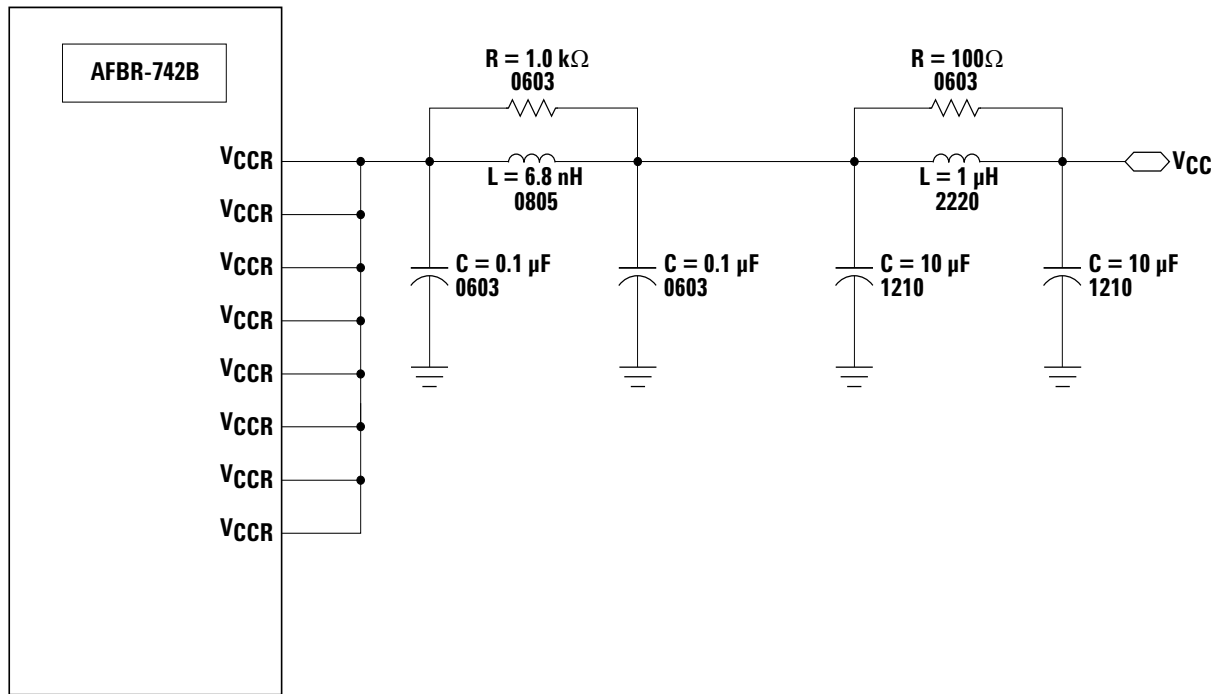 AFBR-742B
R = 1.0 kΩ
0603
R = 100Ω
0603
VCCR
L = 6.8 nH
0805
L = 1 µH
2220
VCC
VCCR
VCCR
C = 0.1 µF
0603
C = 0.1 µF
0603
C = 10 µF
1210
C = 10 µF
1210
VCCR
VCCR
VCCR
VCCR
VCCR